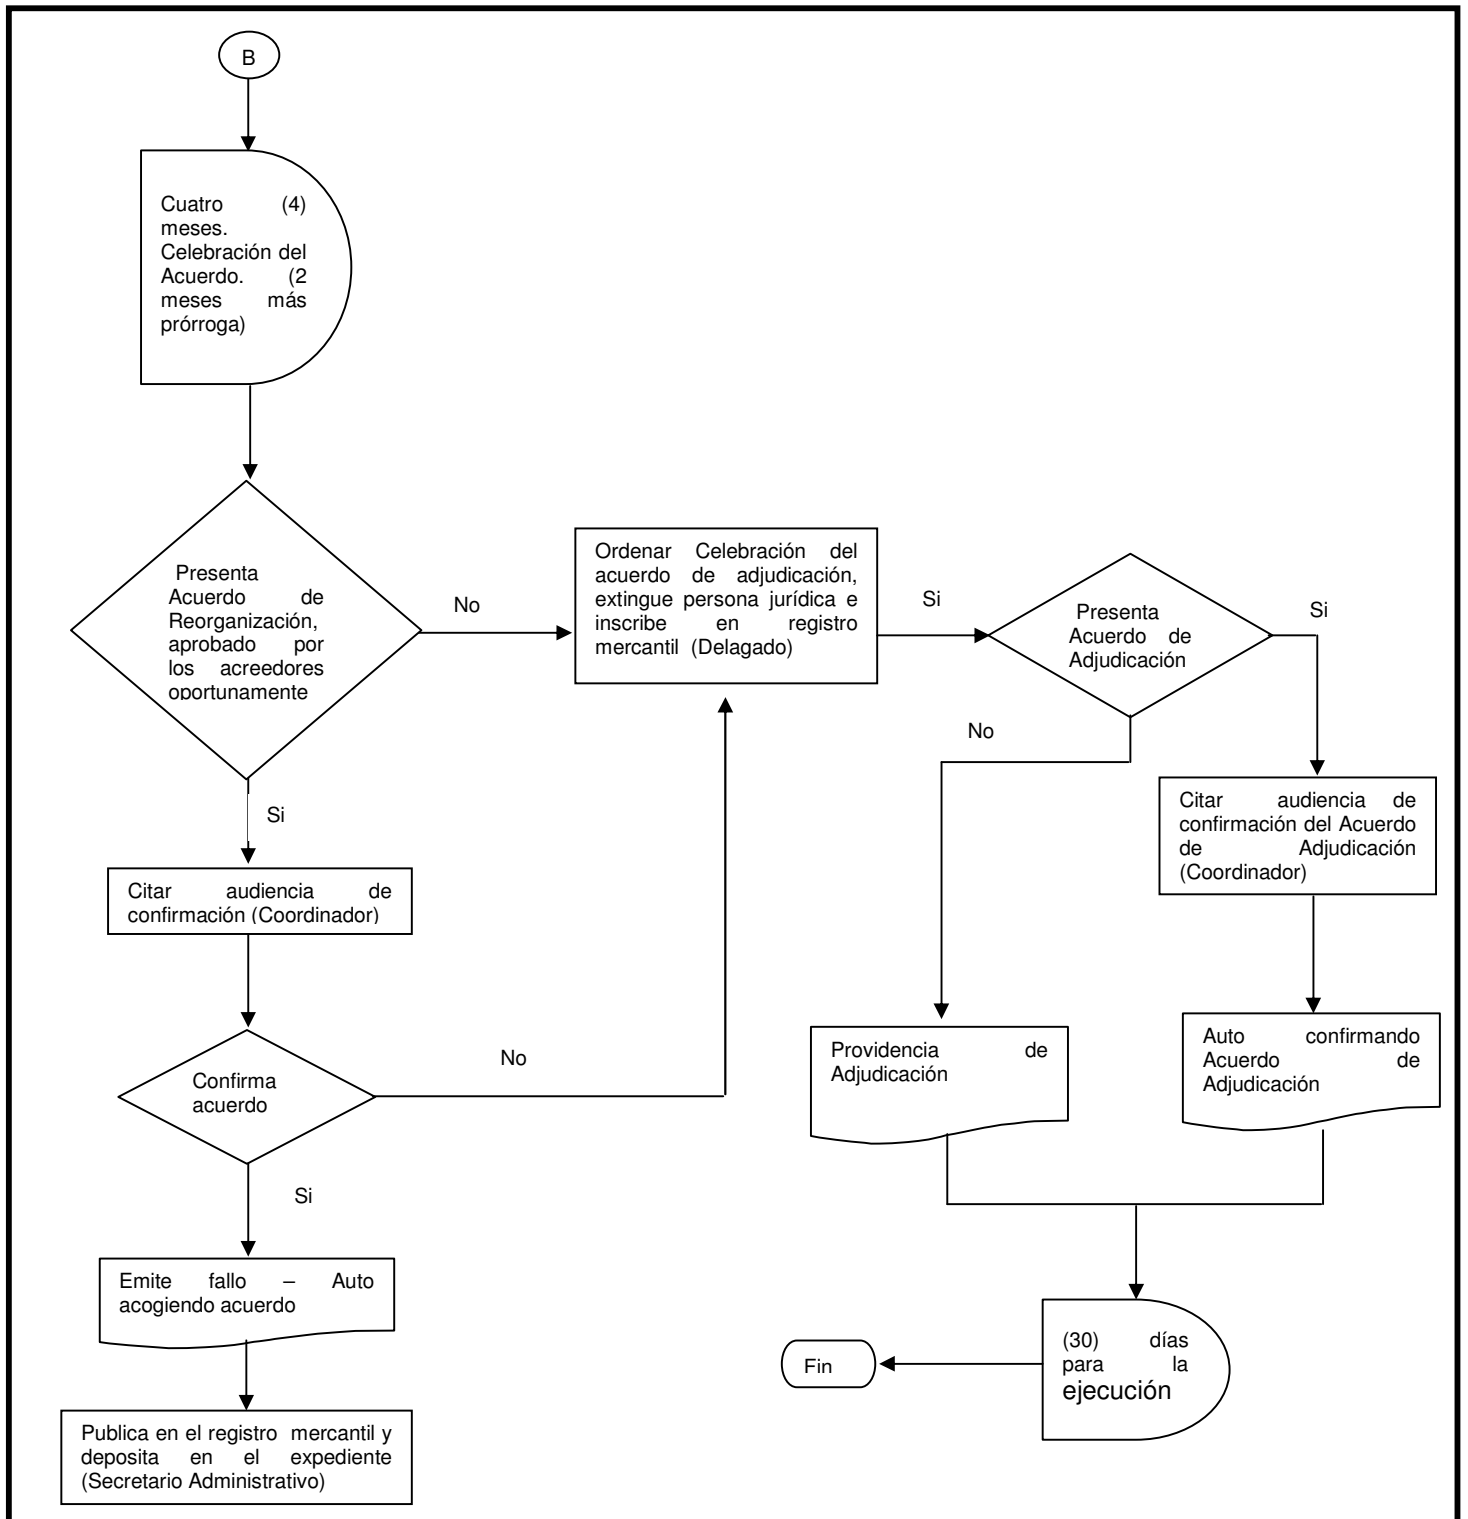 B
Cuatro (4)
meses.
Celebración del
Acuerdo. (2
meses más
prórroga)
Presenta
Acuerdo de
Reorganización,
aprobado por
los acreedores
oportunamente
No
Ordenar Celebración del
acuerdo de adjudicación,
extingue persona jurídica e
inscribe en registro
mercantil (Delagado)
Si
Presenta
Acuerdo de
Adjudicación
Si
No
Si
Citar audiencia de
confirmación del Acuerdo
de Adjudicación
(Coordinador)
Citar audiencia de
confirmación (Coordinador)
Confirma
acuerdo
No
Providencia de
Adjudicación
Auto confirmando
Acuerdo de
Adjudicación
Si
Emite fallo – Auto
acogiendo acuerdo
(30) días
para la
ejecución
Fin
Publica en el registro mercantil y
deposita en el expediente
(Secretario Administrativo)